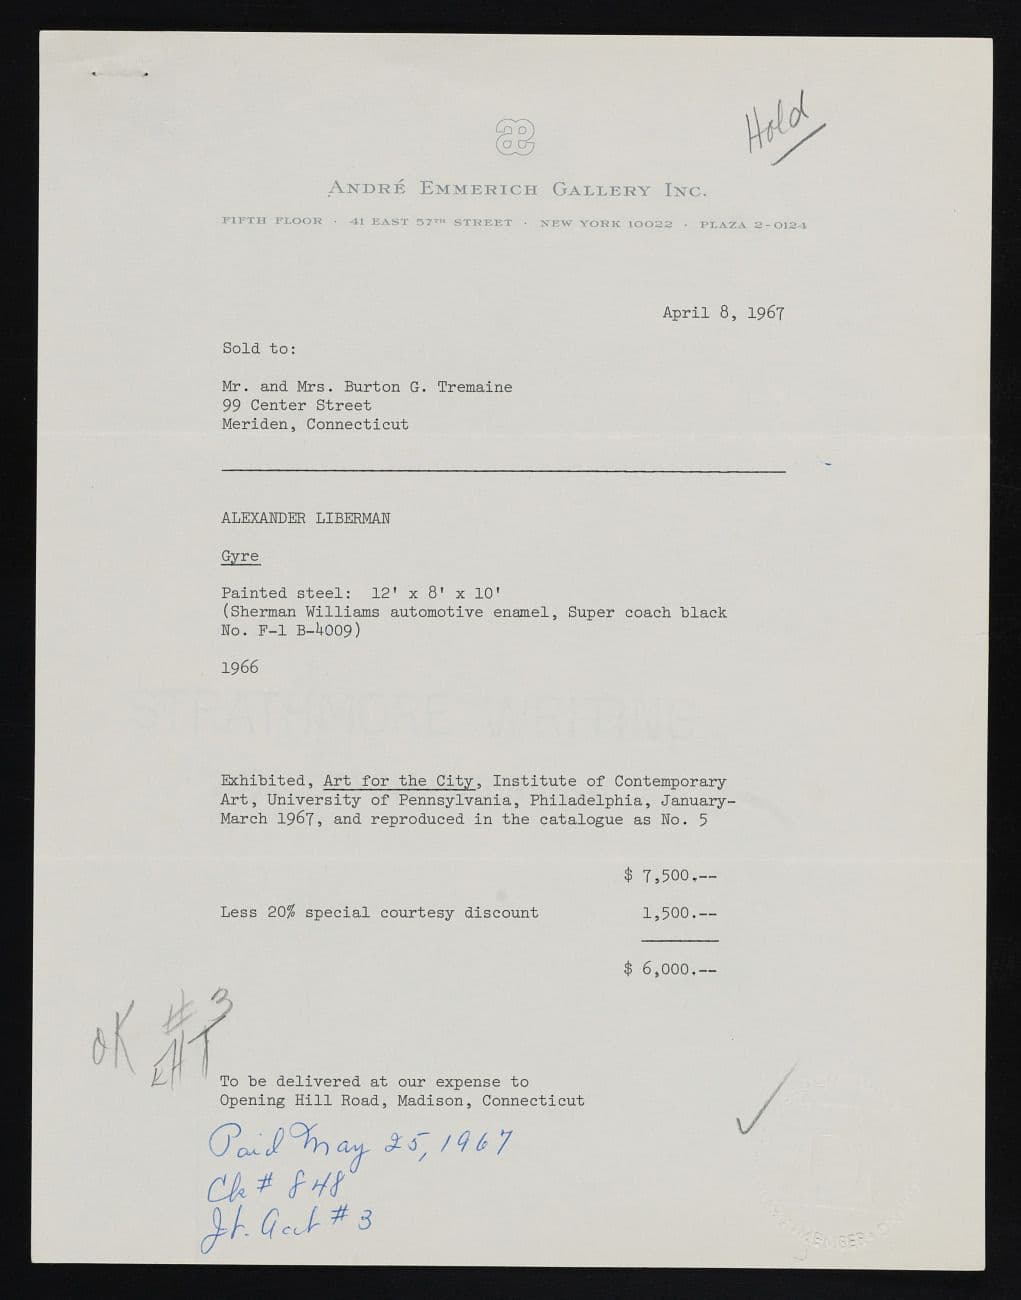 Hold
æ
ANDRÉ EMMERICH GALLERY INC.
FIFTH FLOOR · 41 EAST 57TH STREET · NEW YORK 10022 · PLAZA 2-0124
April 8, 1967
Sold to:
Mr. and Mrs. Burton G. Tremaine
99 Center Street
Meriden, Connecticut
ALEXANDER LIBERMAN
Gyre
Painted steel: 12' x 8' x 10'
(Sherman Williams automotive enamel, Super coach black
No. F-1 B-4009)
1966
STRATHMORE WRITING
Exhibited, Art for the City, Institute of Contemporary
Art, University of Pennsylvania, Philadelphia, January-
March 1967, and reproduced in the catalogue as No. 5
$ 7,500.--
Less 20% special courtesy discount 1,500.--
$ 6,000.--
OK #3
EHT
To be delivered at our expense to
Opening Hill Road, Madison, Connecticut
Paid May 25, 1967
Ck # 848
Jt. Acct # 3